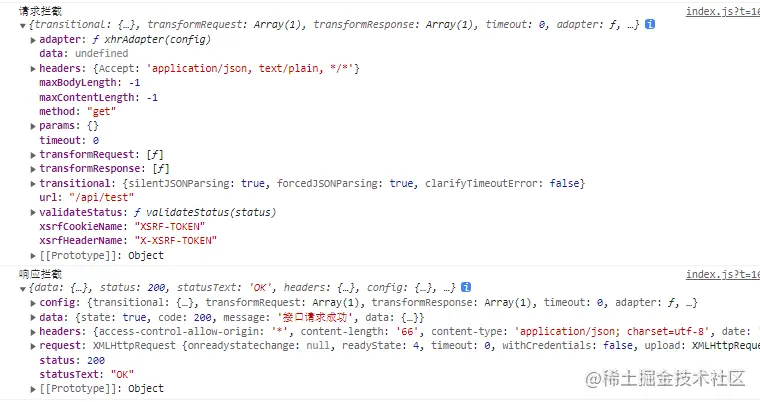 请求拦截 index.js?t=16
▼{transitional: {…}, transformRequest: Array(1), transformResponse: Array(1), timeout: 0, adapter: ƒ, …} i
▶adapter: ƒ xhrAdapter(config)
data: undefined
▶headers: {Accept: 'application/json, text/plain, */*'}
maxBodyLength: -1
maxContentLength: -1
method: "get"
▶params: {}
timeout: 0
▶transformRequest: [ƒ]
▶transformResponse: [ƒ]
▶transitional: {silentJSONParsing: true, forcedJSONParsing: true, clarifyTimeoutError: false}
url: "/api/test"
▶validateStatus: ƒ validateStatus(status)
xsrfCookieName: "XSRF-TOKEN"
xsrfHeaderName: "X-XSRF-TOKEN"
▶[[Prototype]]: Object
响应拦截 index.js?t=16
▼{data: {…}, status: 200, statusText: 'OK', headers: {…}, config: {…}, …} i
▶config: {transitional: {…}, transformRequest: Array(1), transformResponse: Array(1), timeout: 0, adapter: ƒ, …
▶data: {state: true, code: 200, message: '接口请求成功', data: {…}}
▶headers: {access-control-allow-origin: '*', content-length: '66', content-type: 'application/json; charset=utf-8', date: '
▶request: XMLHttpRequest {onreadystatechange: null, readyState: 4, timeout: 0, withCredentials: false, upload: XMLHttpReque
status: 200
statusText: "OK"
▶[[Prototype]]: Object
@稀土掘金技术社区